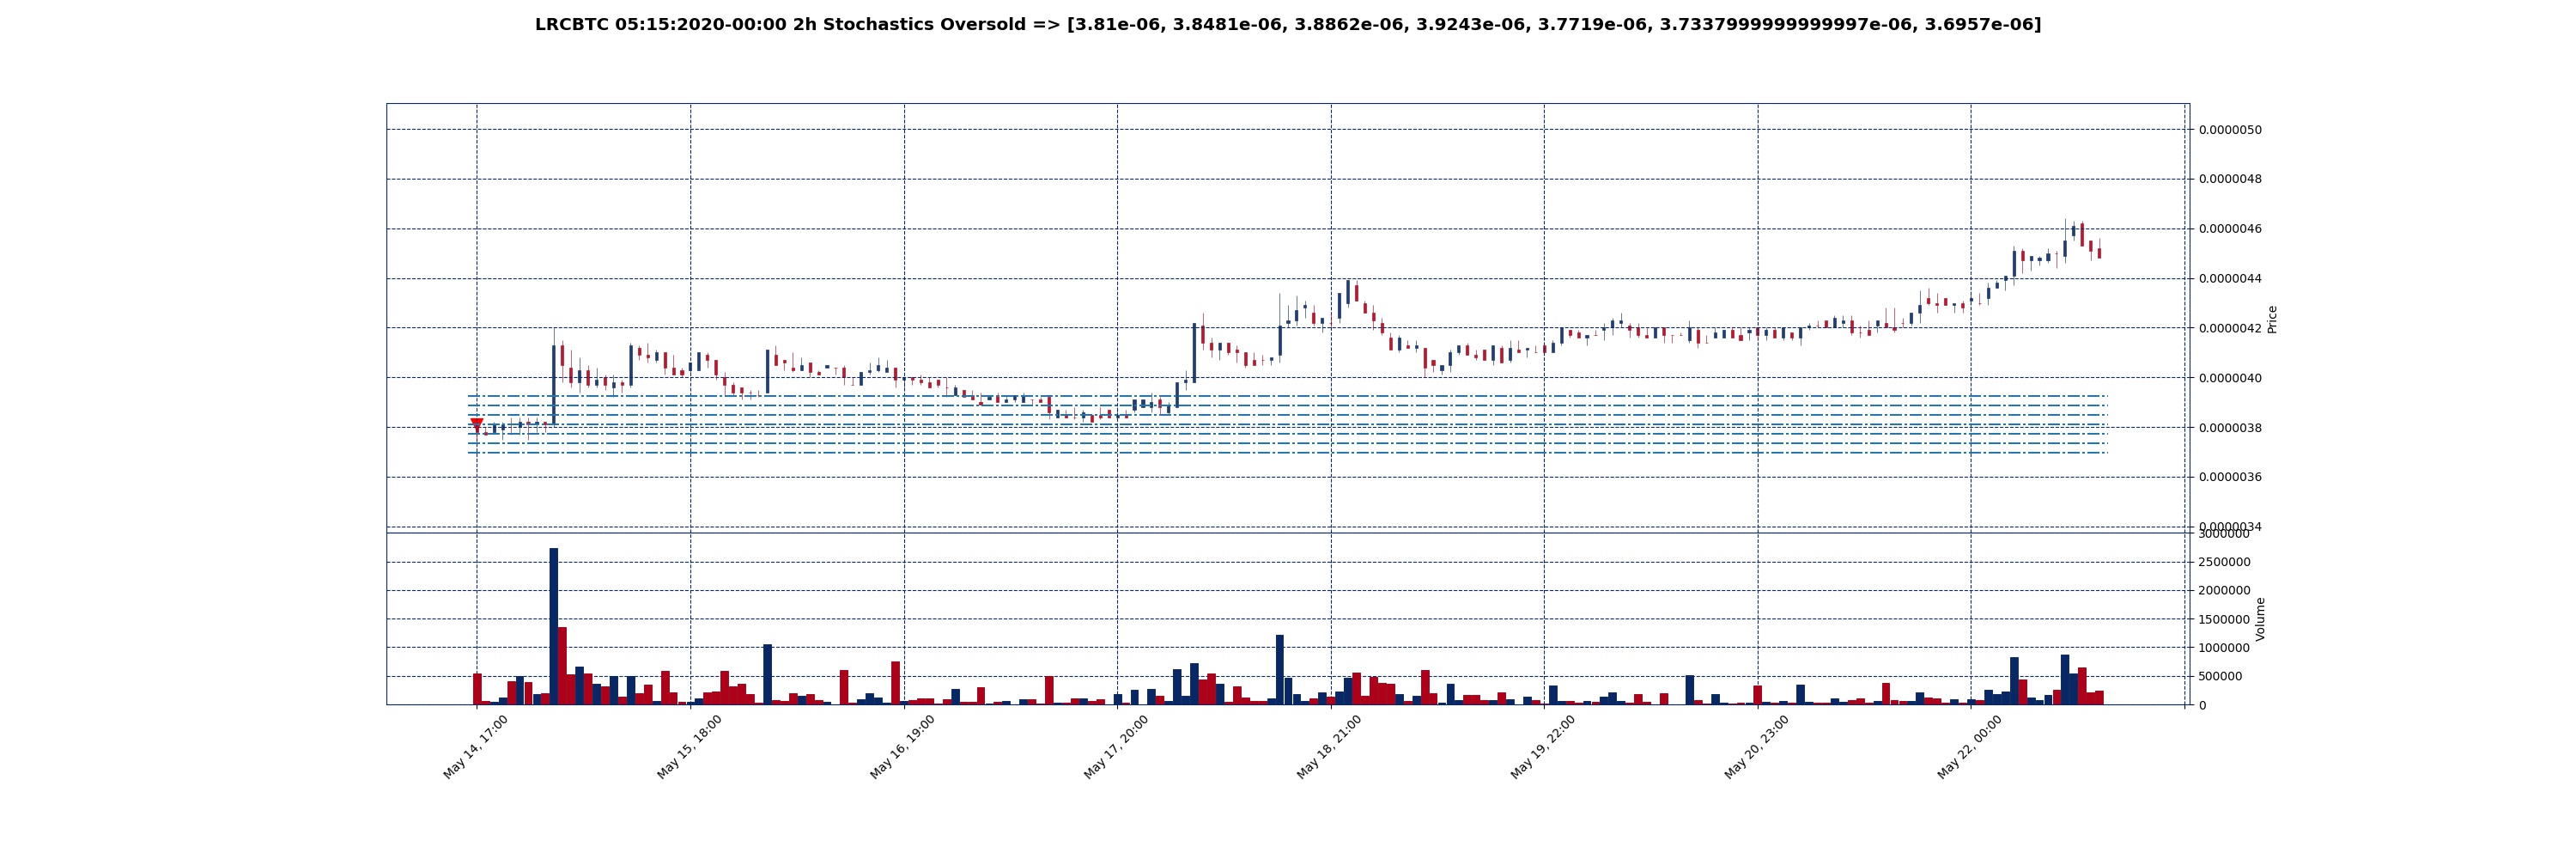 LRCBTC 05:15:2020-00:00 2h Stochastics Oversold => [3.81e-06, 3.8481e-06, 3.8862e-06, 3.9243e-06, 3.7719e-06, 3.7337999999999997e-06, 3.6957e-06]
0.0000050
0.0000048
0.0000046
0.0000044
Price
0.0000042
0.0000040
0.0000038
0.0000036
0.0000034
3000000
2500000
2000000
Volume
1500000
1000000
500000
0
May 14, 17:00
May 15, 18:00
May 16, 19:00
May 17, 20:00
May 18, 21:00
May 19, 22:00
May 20, 23:00
May 22, 00:00